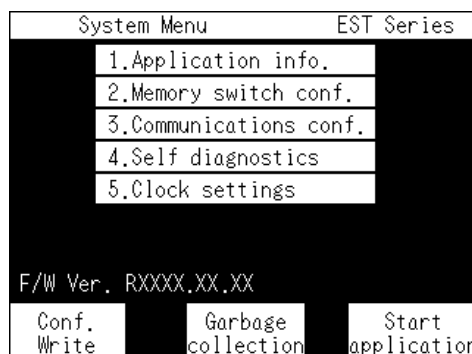 System Menu EST Series
1.Application info.
2.Memory switch conf.
3.Communications conf.
4.Self diagnostics
5.Clock settings
F/W Ver. RXXXX.XX.XX
Conf. Write
Garbage collection
Start application